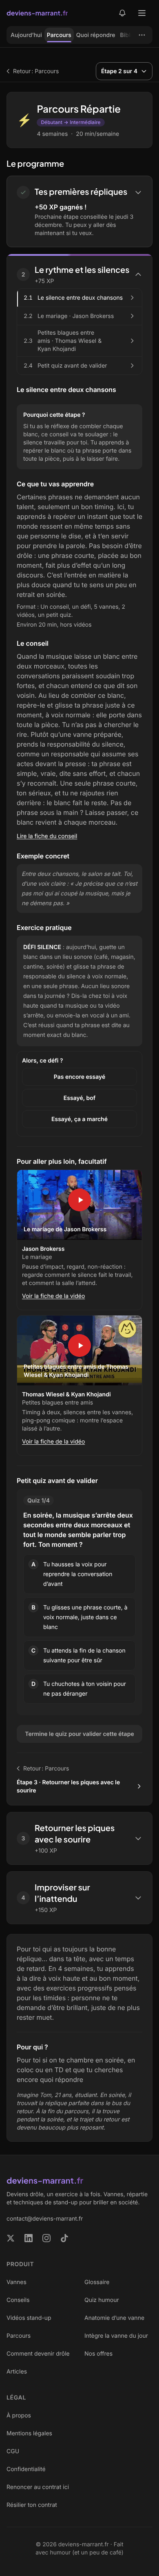 deviens-marrant.fr
Aujourd'hui Parcours Quoi répondre
Retour : Parcours
Étape 2 sur 4
Parcours Répartie
Débutant → Intermédiaire
4 semaines · 20 min/semaine
Le programme
Tes premières répliques
+50 XP gagnés !
Prochaine étape conseillée le jeudi 3
décembre. Tu peux y aller dès
maintenant si tu veux.
2
Le rythme et les silences
+75 XP
2.1 Le silence entre deux chansons
2.2 Le mariage · Jason Brokerss
2.3 Petites blagues entre
amis · Thomas Wiesel &
Kyan Khojandi
2.4 Petit quiz avant de valider
Le silence entre deux chansons
Pourquoi cette étape ?
Si tu as le réflexe de combler chaque
blanc, ce conseil va te soulager : le
silence travaille pour toi. Tu apprends à
repérer le blanc où ta phrase porte dans
toute la pièce, puis à le laisser faire.
Ce que tu vas apprendre
Certaines phrases ne demandent aucun
talent, seulement un bon timing. Ici, tu
apprends à repérer cet instant où tout le
monde ressent la même chose sans
que personne le dise, et à t'en servir
pour prendre la parole. Pas besoin d'être
drôle : une phrase courte, posée au bon
moment, fait plus d'effet qu'un long
discours. C'est l'entrée en matière la
plus douce quand tu ne te sens pas en
terrain solide.
Format : Un conseil, un défi, 5 vannes, 2
vidéos, un petit quiz.
Environ 20 min, hors vidéos
Le conseil
Quand la musique laisse un blanc entre
deux morceaux, toutes les
conversations paraissent soudain trop
fortes, et chacun entend ce que dit son
voisin. Au lieu de combler ce blanc,
repère-le et glisse ta phrase juste à ce
moment, d'une voix normale : elle porte
dans toute la pièce. Tu n'as pas à chercher le
mot rare. Plutôt qu'une vanne préparée,
prends la responsabilité du silence,
comme un responsable qui assume ses
actes devant la presse : ta phrase est
simple, vraie, dite sans effort, et chacun
s'y reconnaît. Une seule phrase courte,
ton sérieux, et tu ne rajoutes rien
derrière : le blanc fait le reste. Pas de
phrase sous la main ? Laisse passer, ce
blanc revient à chaque morceau.
Lire la fiche du conseil
Exemple concret
Entre deux chansons, le salon se tait. Toi,
d'une voix claire : « Je précise que ce n'est
pas moi qui ai coupé la musique, mais je
le démens pas. »
Exercice pratique
DÉFI SILENCE : aujourd'hui, guette un
blanc dans un lieu sonore (café, magasin,
cantine, soirée) et glisse ta phrase de
responsable du silence à voix normale,
en une seule phrase. Aucun lieu sonore
dans ta journée ? Dis-la chez toi à voix
haute quand ta musique ou ta vidéo
s'arrête, ou envoie-la en vocal à un ami.
C'est réussi quand ta phrase est dite au
moment exact du blanc.
Alors, ce défi ?
Pas encore essayé
Essayé, bof
Essayé, ça a marché
Pour aller plus loin, facultatif
Le mariage de Jason Brokerss
Jason Brokerss
Le mariage
Pause d'impact, regard, non-réaction :
regarde comment le silence fait le travail,
et comment il y salle l'attend.
Voir la fiche de la vidéo
Petites blagues entre amis de Thomas
Wiesel & Kyan Khojandi
Thomas Wiesel & Kyan Khojandi
Petites blagues entre amis
Timing à deux, silences entre les vannes,
ping-pong comique : montre l'espace
laissé à l'autre.
Voir la fiche de la vidéo
Petit quiz avant de valider
Quiz 1/4
En soirée, la musique s'arrête deux
secondes entre deux morceaux et
tout le monde semble parler trop
fort. Ton moment ?
A Tu hausses la voix pour
reprendre la conversation
d'avant
B Tu glisses une phrase courte, à
voix normale, juste dans ce
blanc
C Tu attends la fin de la chanson
suivante pour être sûr
D Tu chuchotes à ton voisin pour
ne pas déranger
Termine le quiz pour valider cette étape
Retour : Parcours
Étape 3 · Retourner les piques avec le
sourire
3
Retourner les piques
avec le sourire
+100 XP
4
Improviser sur
l'inattendu
+150 XP
Pour toi qui as toujours la bonne
réplique... dans ta tête, avec un temps
de retard. En 4 semaines, tu apprends
à la dire à voix haute et au bon moment,
avec des exercices progressifs pensés
pour les timides : personne ne te
demande d'être brillant, juste de ne plus
rester muet.
Pour qui ?
Pour toi si on te chambre en soirée, en
coloc ou en TD et que tu cherches
encore quoi répondre
Imagine Tom, 21 ans, étudiant. En soirée, il
trouvait sa réplique parfaite dans le bus du
retour. À la fin du parcours, il la trouve
pendant la soirée, et le trajet du retour est
devenu beaucoup plus reposant.
deviens-marrant.fr
Deviens drôle, un exercice à la fois. Vannes, répartie
et techniques de stand-up pour briller en société.
contact@deviens-marrant.fr
PRODUIT
Vannes
Glossaire
Conseils
Quiz humour
Vidéos stand-up
Anatomie d'une vanne
Parcours
Intègre la vanne du jour
Comment devenir drôle
Nos offres
Articles
LÉGAL
À propos
Mentions légales
CGU
Confidentialité
Renoncer au contrat ici
Résilier ton contrat
© 2026 deviens-marrant.fr · Fait
avec humour (et un peu de café)